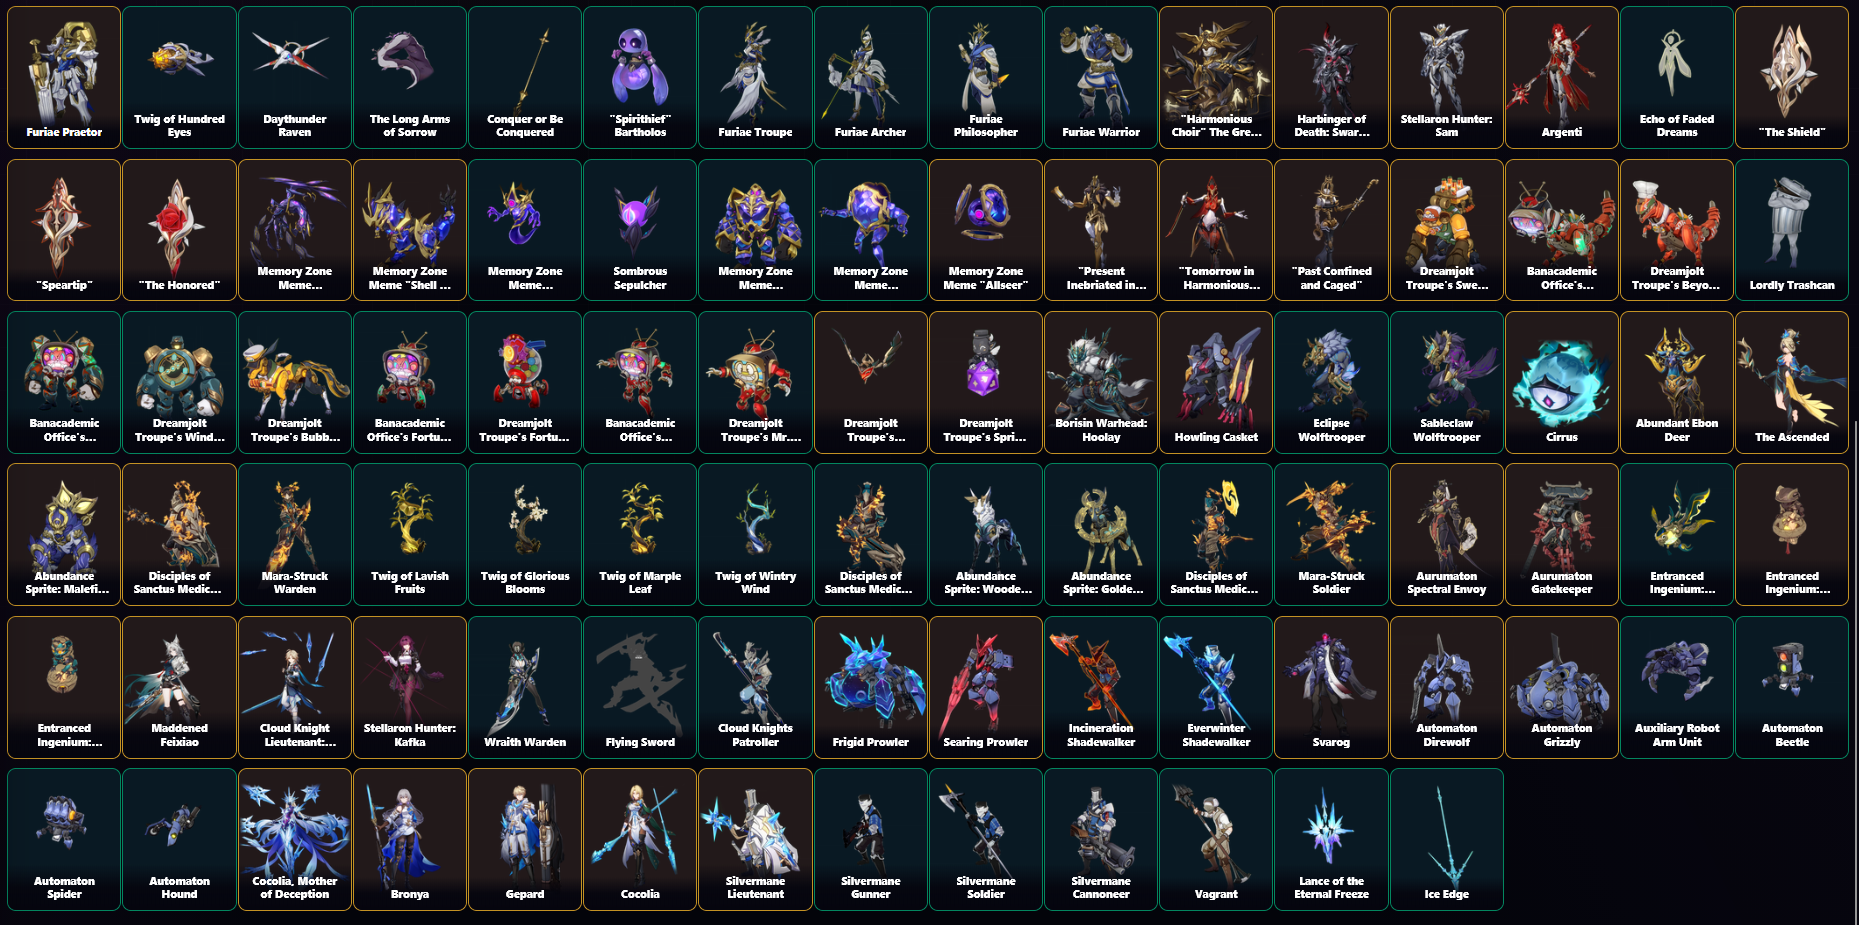 Furiae Praetor
Twig of Hundred
Eyes
Daythunder
Raven
The Long Arms
of Sorrow
Conquer or Be
Conquered
"Spirithief"
Bartholos
Furiae Troupe
Furiae Archer
Furiae
Philosopher
Furiae Warrior
"Harmonious
Choir" The Gre...
Harbinger of
Death: Swar...
Stellaron Hunter:
Sam
Argenti
Echo of Faded
Dreams
"The Shield"
"Speartip"
"The Honored"
Memory Zone
Meme...
Memory Zone
Meme "Shell ...
Memory Zone
Meme...
Sombrous
Sepulcher
Memory Zone
Meme...
Memory Zone
Meme...
Memory Zone
Meme "Allseer"
"Present
Inebriated in...
"Tomorrow in
Harmonious...
"Past Confined
and Caged"
Dreamjolt
Troupe's Swe...
Banacademic
Office's...
Dreamjolt
Troupe's Beyo...
Lordly Trashcan
Banacademic
Office's...
Dreamjolt
Troupe's Wind...
Dreamjolt
Troupe's Bubb...
Banacademic
Office's Fortu...
Dreamjolt
Troupe's Fortu...
Banacademic
Office's...
Dreamjolt
Troupe's Mr....
Dreamjolt
Troupe's...
Dreamjolt
Troupe's Spri...
Borisin Warhead:
Hoolay
Howling Casket
Eclipse
Wolftrooper
Sableclaw
Wolftrooper
Cirrus
Abundant Ebon
Deer
The Ascended
Abundance
Sprite: Malefi...
Disciples of
Sanctus Medic...
Mara-Struck
Warden
Twig of Lavish
Fruits
Twig of Glorious
Blooms
Twig of Marple
Leaf
Twig of Wintry
Wind
Disciples of
Sanctus Medic...
Abundance
Sprite: Woode...
Abundance
Sprite: Golde...
Disciples of
Sanctus Medic...
Mara-Struck
Soldier
Aurumaton
Spectral Envoy
Aurumaton
Gatekeeper
Entranced
Ingenium:...
Entranced
Ingenium:...
Entranced
Ingenium:...
Maddened
Feixiao
Cloud Knight
Lieutenant:...
Stellaron Hunter:
Kafka
Wraith Warden
Flying Sword
Cloud Knights
Patroller
Frigid Prowler
Searing Prowler
Incineration
Shadewalker
Everwinter
Shadewalker
Svarog
Automaton
Direwolf
Automaton
Grizzly
Auxiliary Robot
Arm Unit
Automaton
Beetle
Automaton
Spider
Automaton
Hound
Cocolia, Mother
of Deception
Bronya
Gepard
Cocolia
Silvermane
Lieutenant
Silvermane
Gunner
Silvermane
Soldier
Silvermane
Cannoneer
Vagrant
Lance of the
Eternal Freeze
Ice Edge